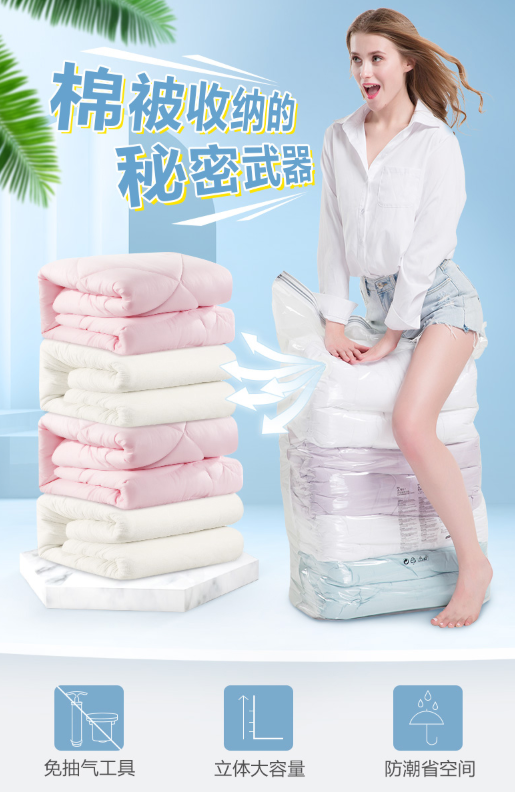 棉被收纳的
秘密武器
免抽气工具
立体大容量
防潮省空间